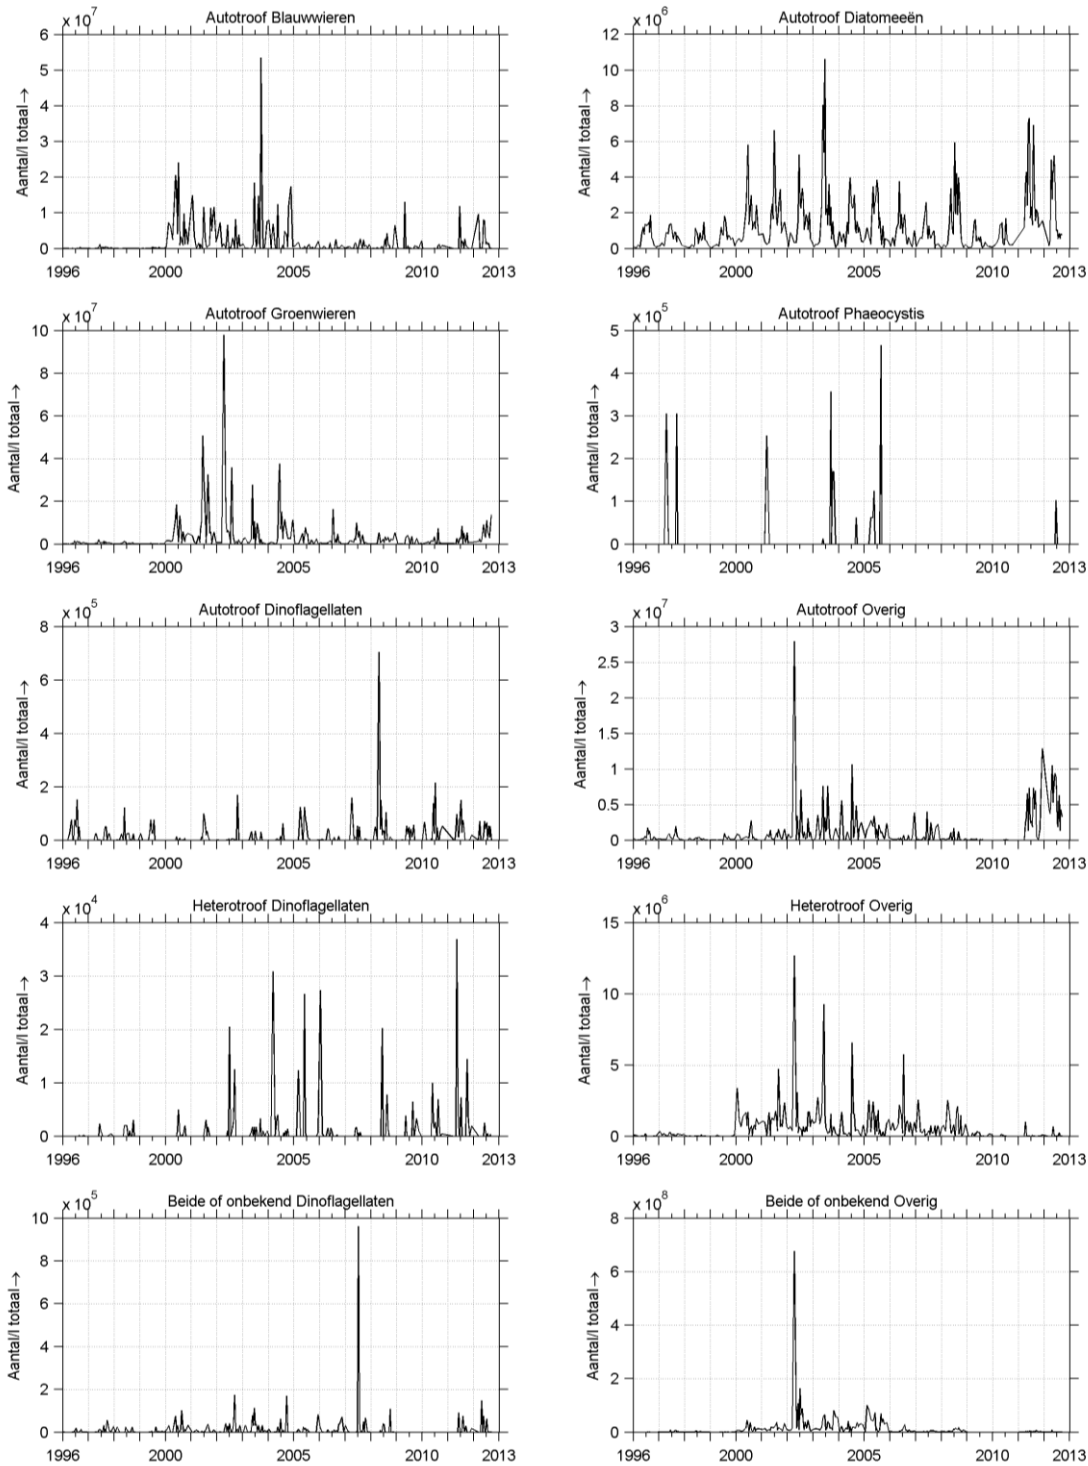 Autotroof Blauwwieren
x 10^7
Aantal/l totaal→
6
5
4
3
2
1
0
1996 2000 2005 2010 2013
Autotroof Diatomeeën
x 10^6
Aantal/l totaal→
12
10
8
6
4
2
0
1996 2000 2005 2010 2013
Autotroof Groenwieren
x 10^7
Aantal/l totaal→
10
8
6
4
2
0
1996 2000 2005 2010 2013
Autotroof Phaeocystis
x 10^5
Aantal/l totaal→
5
4
3
2
1
0
1996 2000 2005 2010 2013
Autotroof Dinoflagellaten
x 10^5
Aantal/l totaal→
8
6
4
2
0
1996 2000 2005 2010 2013
Autotroof Overig
x 10^7
Aantal/l totaal→
3
2.5
2
1.5
1
0.5
0
1996 2000 2005 2010 2013
Heterotroof Dinoflagellaten
x 10^4
Aantal/l totaal→
4
3
2
1
0
1996 2000 2005 2010 2013
Heterotroof Overig
x 10^6
Aantal/l totaal→
15
10
5
0
1996 2000 2005 2010 2013
Beide of onbekend Dinoflagellaten
x 10^5
Aantal/l totaal→
10
8
6
4
2
0
1996 2000 2005 2010 2013
Beide of onbekend Overig
x 10^8
Aantal/l totaal→
8
6
4
2
0
1996 2000 2005 2010 2013